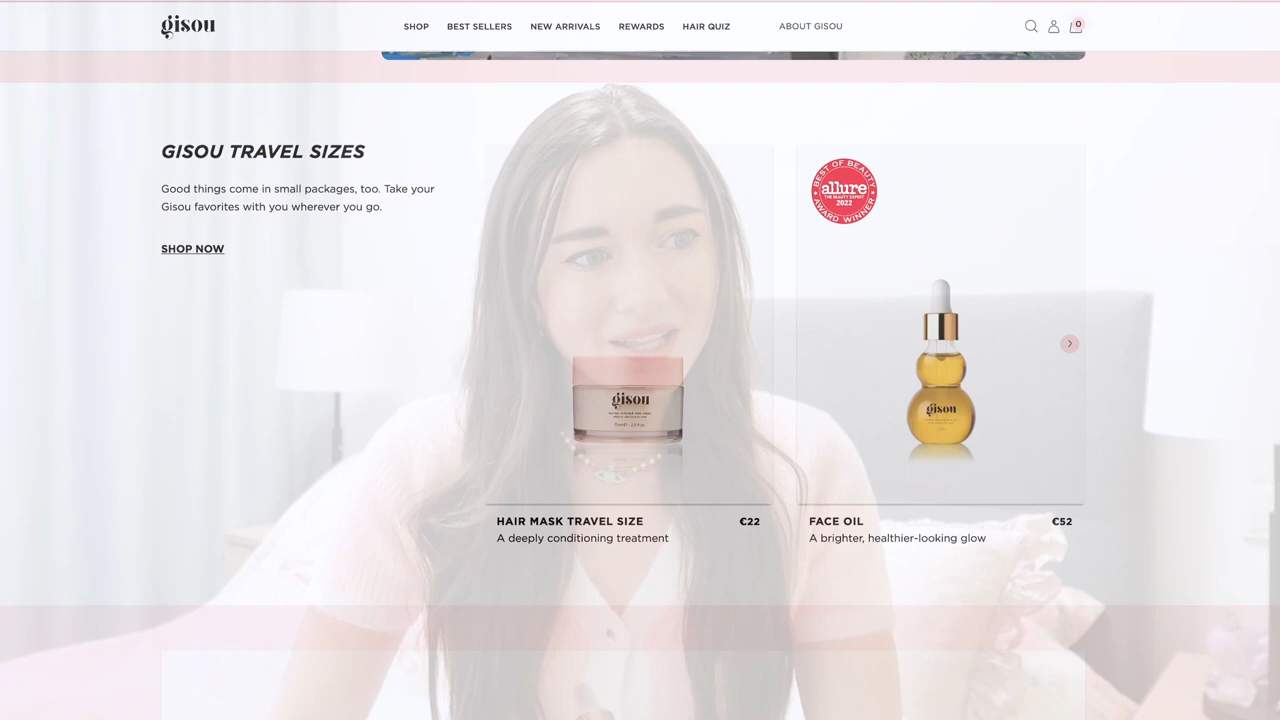 gisou
SHOP
BEST SELLERS
NEW ARRIVALS
REWARDS
HAIR QUIZ
ABOUT GISOU
0
GISOU TRAVEL SIZES
Good things come in small packages, too. Take your
Gisou favorites with you wherever you go.
SHOP NOW
BEST OF BEAUTY
allure
THE BEAUTY EXPERT
2022
AWARD WINNER
gisou
gisou
HAIR MASK TRAVEL SIZE
€22
A deeply conditioning treatment
FACE OIL
€52
A brighter, healthier-looking glow